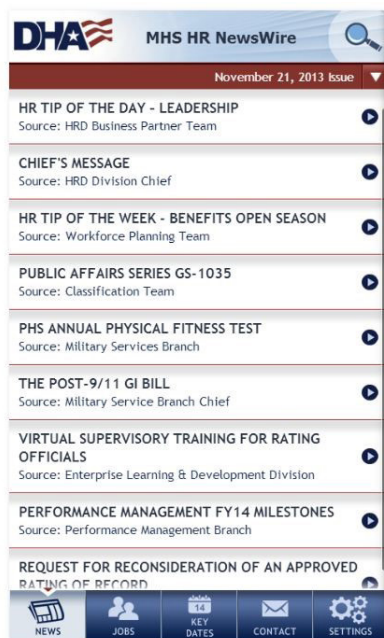 DHA MHS HR NewsWire
November 21, 2013 Issue
HR TIP OF THE DAY - LEADERSHIP
Source: HRD Business Partner Team
CHIEF'S MESSAGE
Source: HRD Division Chief
HR TIP OF THE WEEK - BENEFITS OPEN SEASON
Source: Workforce Planning Team
PUBLIC AFFAIRS SERIES GS-1035
Source: Classification Team
PHS ANNUAL PHYSICAL FITNESS TEST
Source: Military Services Branch
THE POST-9/11 GI BILL
Source: Military Service Branch Chief
VIRTUAL SUPERVISORY TRAINING FOR RATING
OFFICIALS
Source: Enterprise Learning & Development Division
PERFORMANCE MANAGEMENT FY14 MILESTONES
Source: Performance Management Branch
REQUEST FOR RECONSIDERATION OF AN APPROVED
RATING OF RECORD
14
NEWS JOBS KEY DATES CONTACT SETTINGS